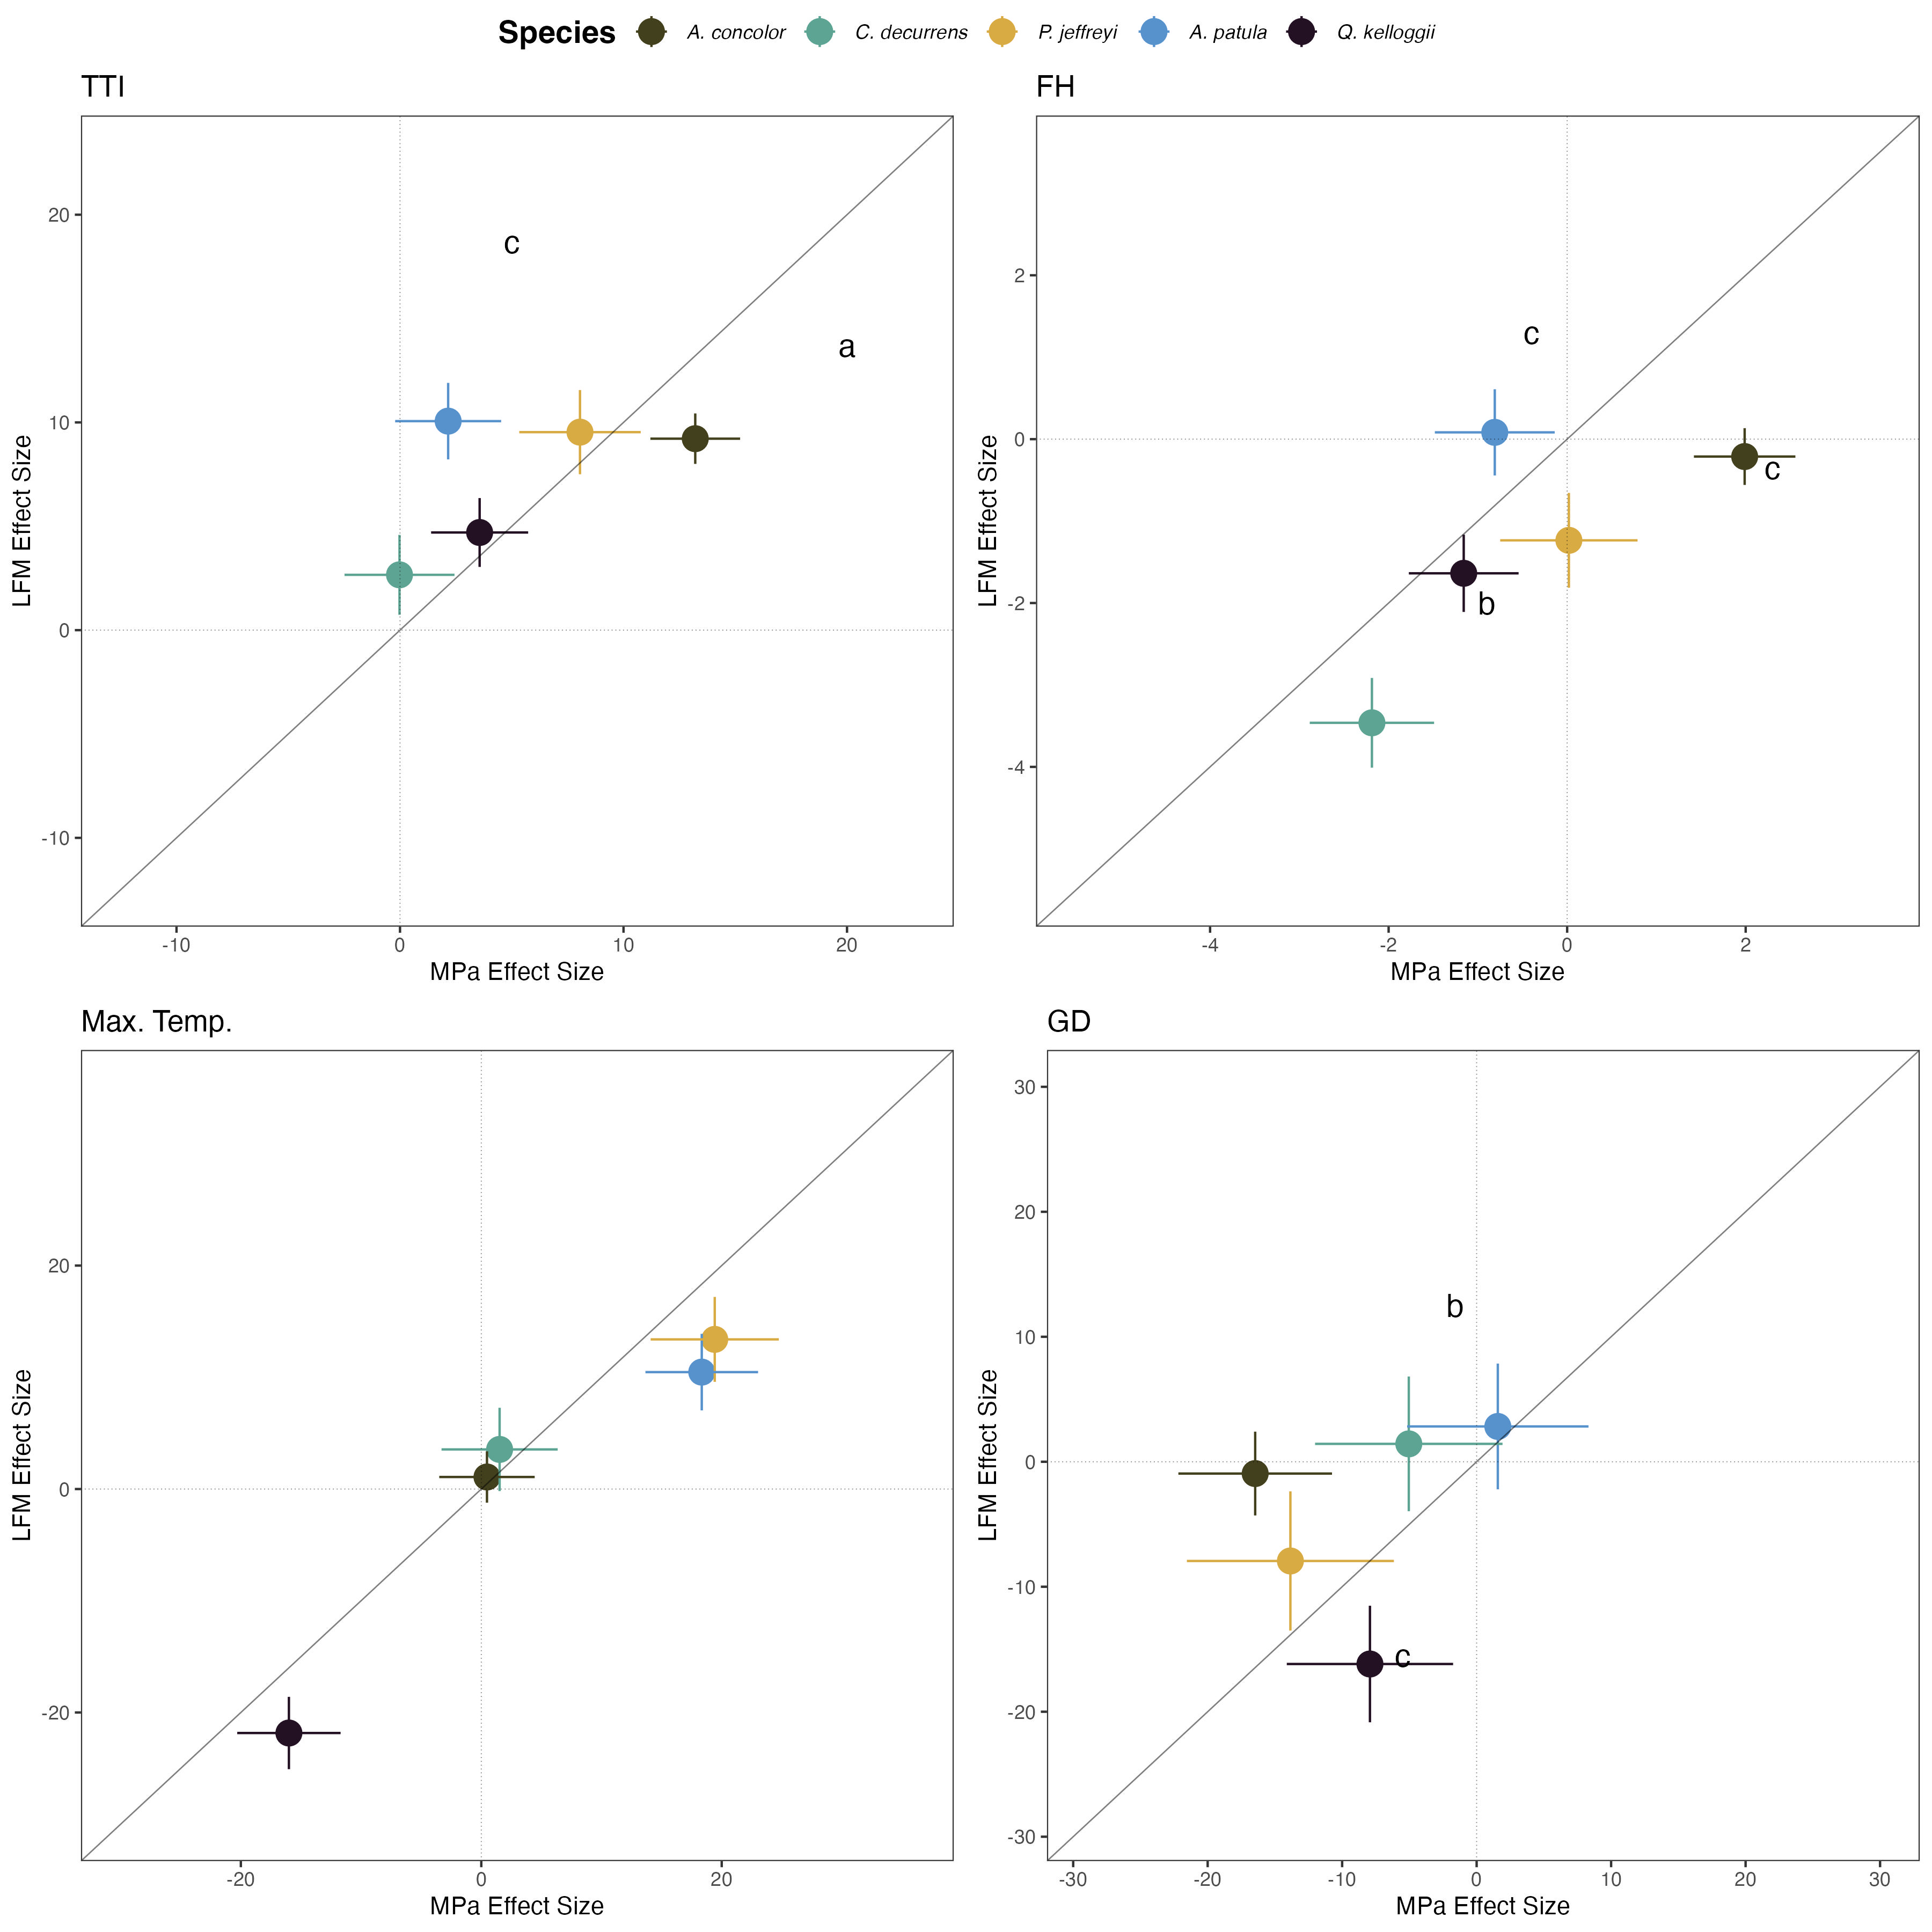 Species A. concolor C. decurrens P. jeffreyi A. patula Q. kelloggii
TTI
LFM Effect Size
20
10
0
-10
c
a
-10 0 10 20
MPa Effect Size
FH
LFM Effect Size
2
0
-2
-4
c
c
b
-4 -2 0 2
MPa Effect Size
Max. Temp.
LFM Effect Size
20
0
-20
-20 0 20
MPa Effect Size
GD
LFM Effect Size
30
20
10
0
-10
-20
-30
b
c
-30 -20 -10 0 10 20 30
MPa Effect Size